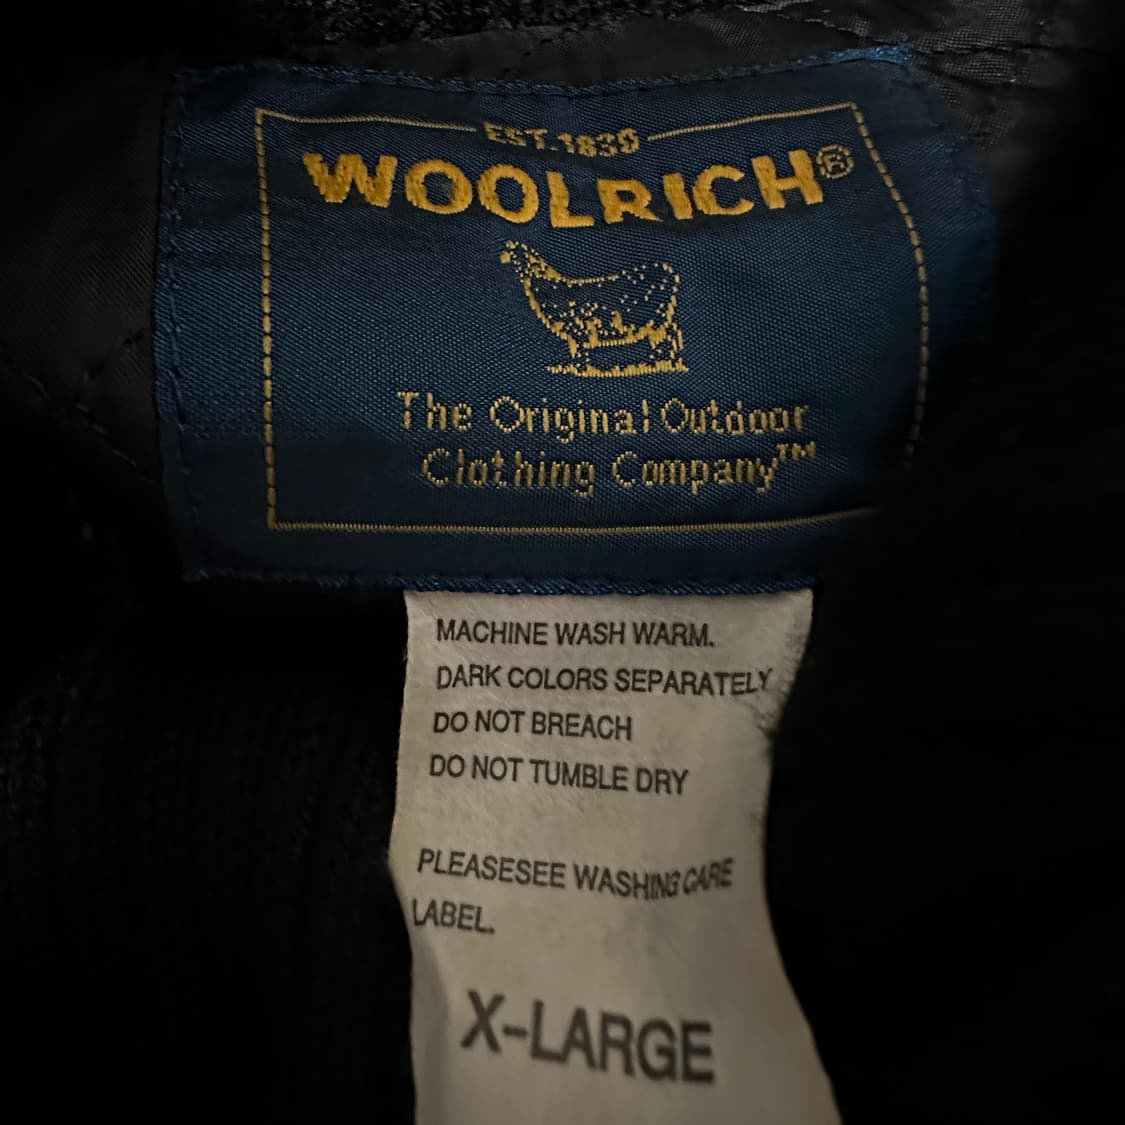 EST.1830
WOOLRICH®
The Original Outdoor
Clothing Company™
MACHINE WASH WARM.
DARK COLORS SEPARATELY
DO NOT BREACH
DO NOT TUMBLE DRY
PLEASESEE WASHING CARE
LABEL.
X-LARGE